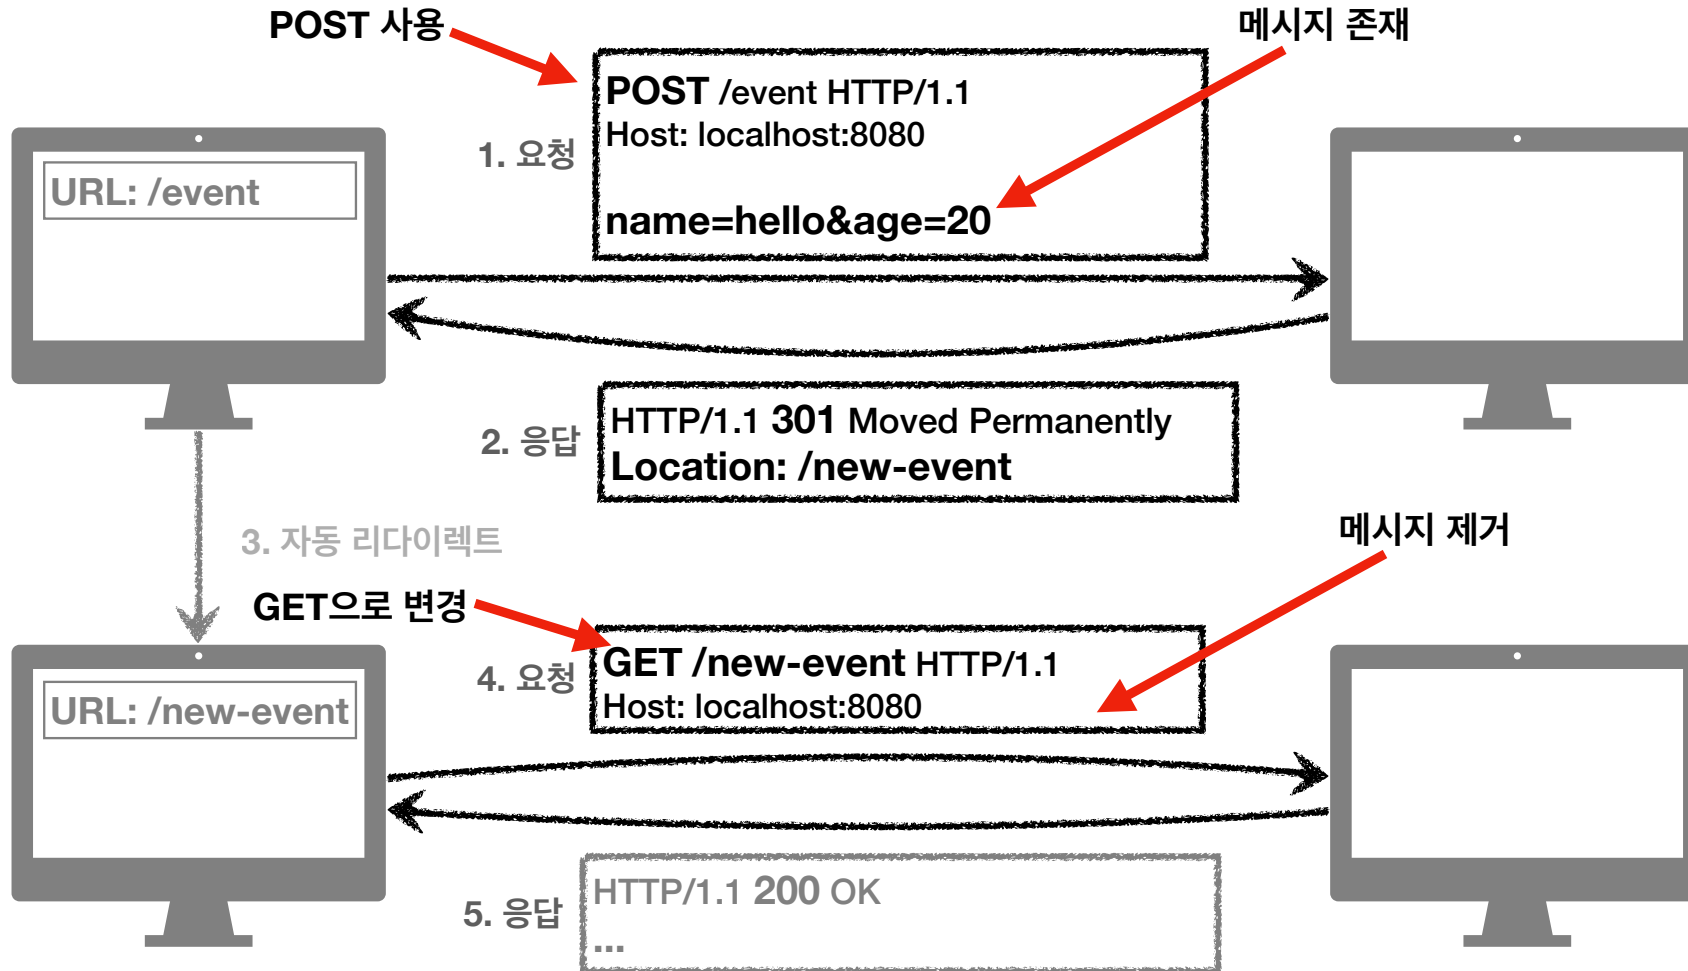 POST 사용
메시지 존재
POST /event HTTP/1.1
Host: localhost:8080
name=hello&age=20
1. 요청
URL: /event
2. 응답
HTTP/1.1 301 Moved Permanently
Location: /new-event
3. 자동 리다이렉트
메시지 제거
GET으로 변경
4. 요청
GET /new-event HTTP/1.1
Host: localhost:8080
URL: /new-event
5. 응답
HTTP/1.1 200 OK
...